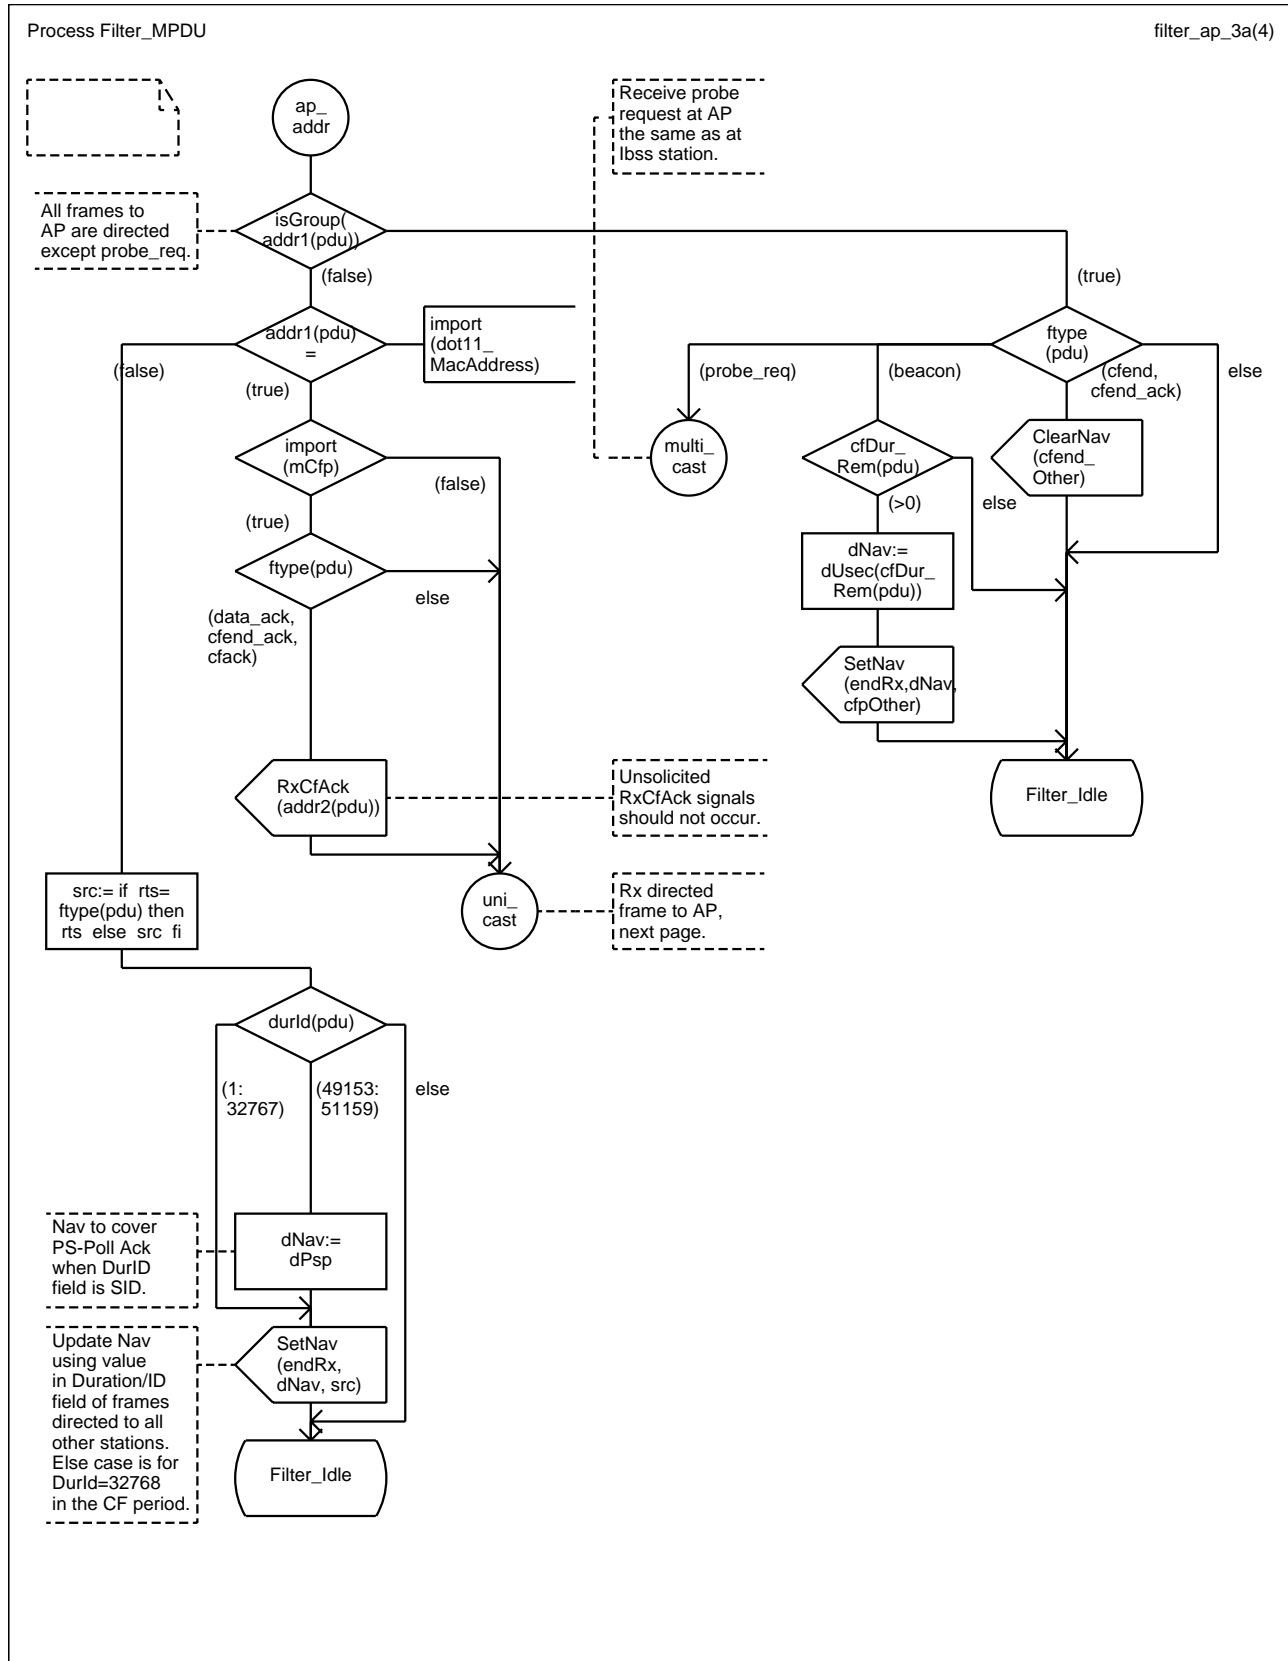 Process Filter_MPDU
filter_ap_3a(4)
ap_
addr
Receive probe
request at AP
the same as at
Ibss station.
All frames to
AP are directed
except probe_req.
isGroup(
addr1(pdu))
(false)
(true)
addr1(pdu)
=
import
(dot11_
MacAddress)
ftype
(pdu)
(false)
(true)
(probe_req)
(beacon)
(cfend,
cfend_ack)
else
import
(mCfp)
(false)
(true)
multi_
cast
cfDur_
Rem(pdu)
(>0)
else
ClearNav
(cfend_
Other)
ftype(pdu)
else
(data_ack,
cfend_ack,
cfack)
dNav:=
dUsec(cfDur_
Rem(pdu))
SetNav
(endRx,dNav,
cfpOther)
RxCfAck
(addr2(pdu))
Unsolicited
RxCfAck signals
should not occur.
Filter_Idle
src:= if rts=
ftype(pdu) then
rts else src fi
uni_
cast
Rx directed
frame to AP,
next page.
durId(pdu)
(1:
32767)
(49153:
51159)
else
Nav to cover
PS-Poll Ack
when DurID
field is SID.
dNav:=
dPsp
Update Nav
using value
in Duration/ID
field of frames
directed to all
other stations.
Else case is for
DurId=32768
in the CF period.
SetNav
(endRx,
dNav, src)
Filter_Idle